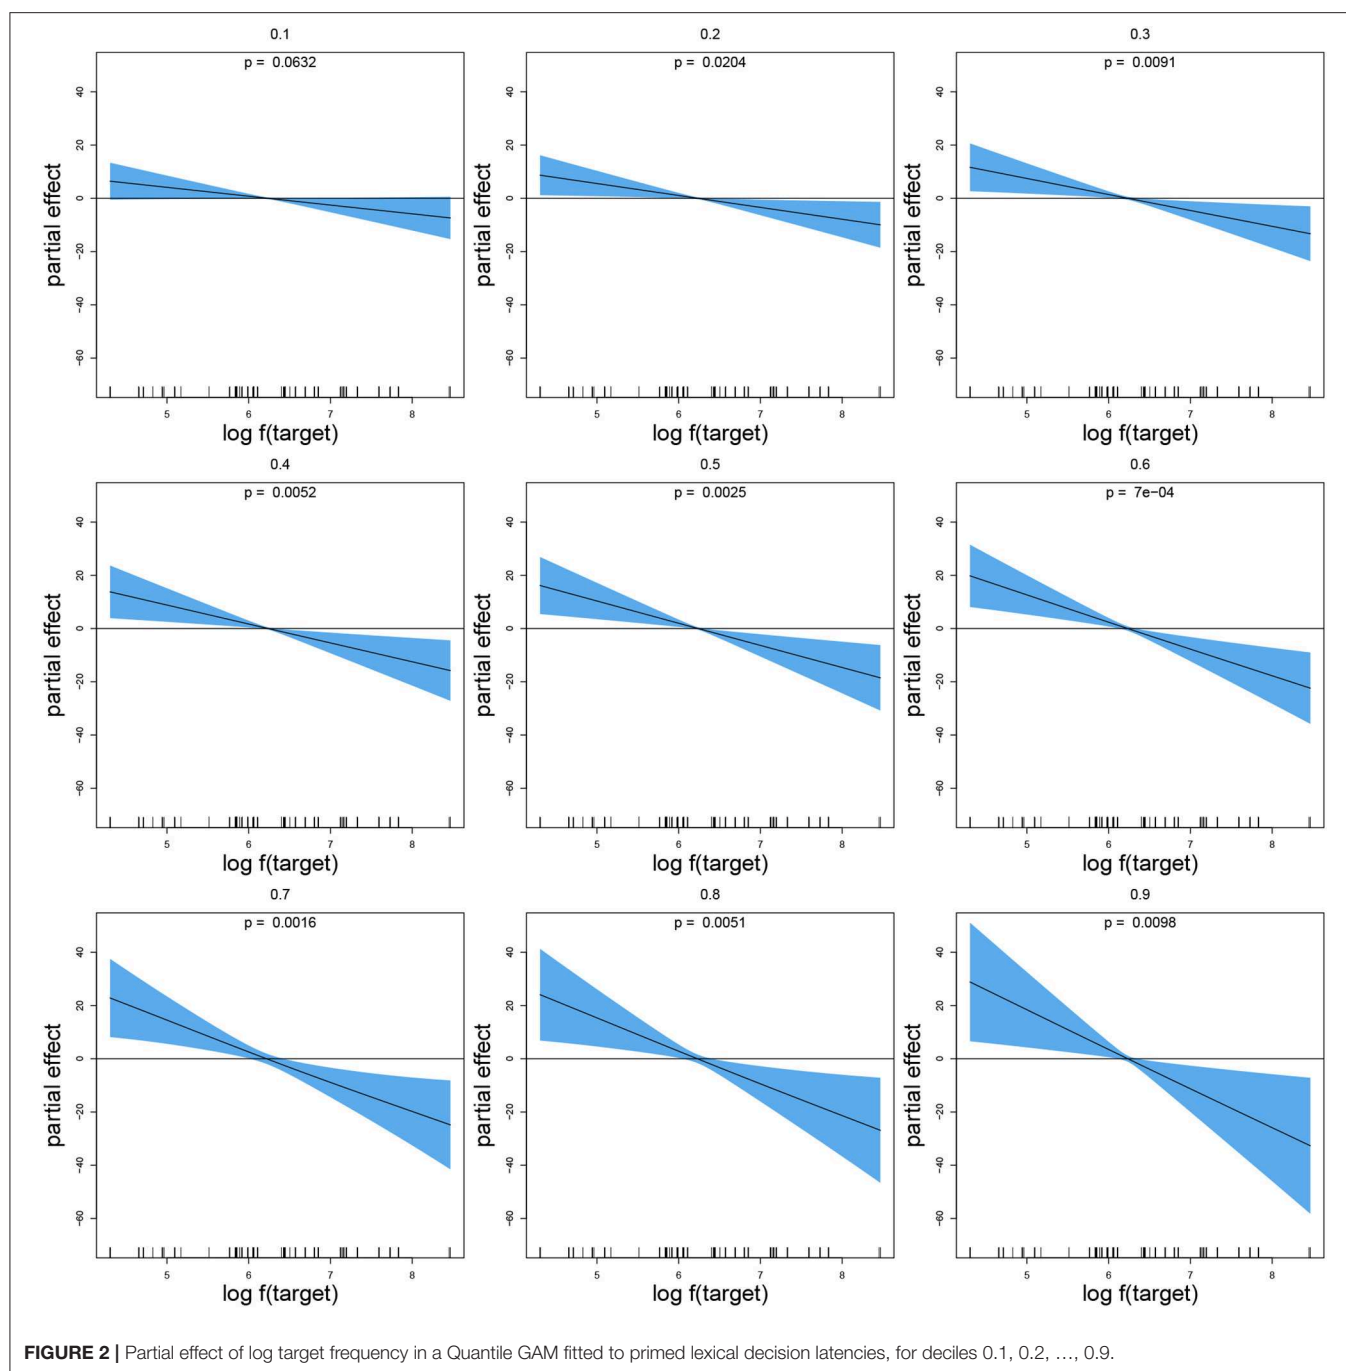 0.1 0.2 0.3
p = 0.0632 p = 0.0204 p = 0.0091
partial effect partial effect partial effect
40 40 40
20 20 20
0 0 0
−20 −20 −20
−40 −40 −40
−60 −60 −60
5 6 7 8 5 6 7 8 5 6 7 8
log f(target) log f(target) log f(target)
0.4 0.5 0.6
p = 0.0052 p = 0.0025 p = 7e−04
partial effect partial effect partial effect
40 40 40
20 20 20
0 0 0
−20 −20 −20
−40 −40 −40
−60 −60 −60
5 6 7 8 5 6 7 8 5 6 7 8
log f(target) log f(target) log f(target)
0.7 0.8 0.9
p = 0.0016 p = 0.0051 p = 0.0098
partial effect partial effect partial effect
40 40 40
20 20 20
0 0 0
−20 −20 −20
−40 −40 −40
−60 −60 −60
5 6 7 8 5 6 7 8 5 6 7 8
log f(target) log f(target) log f(target)
FIGURE 2 | Partial effect of log target frequency in a Quantile GAM fitted to primed lexical decision latencies, for deciles 0.1, 0.2, …, 0.9.